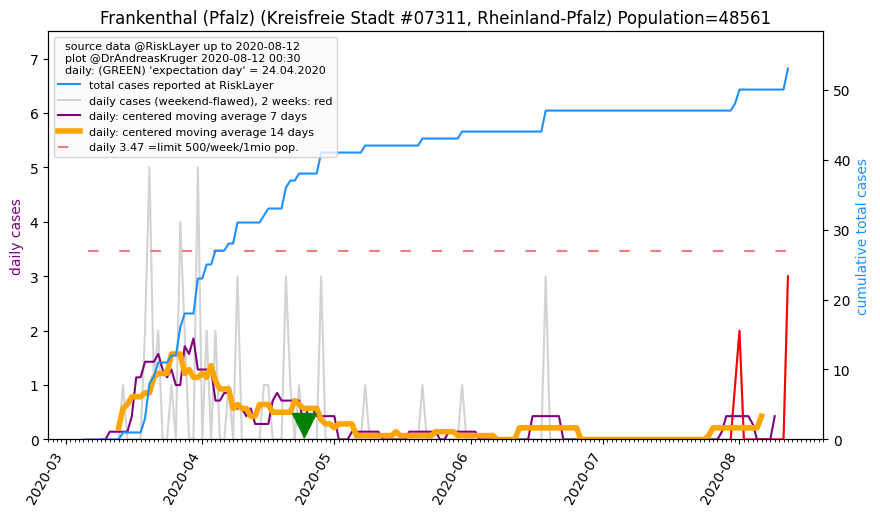 Frankenthal (Pfalz) (Kreisfreie Stadt #07311, Rheinland-Pfalz) Population=48561
source data @RiskLayer up to 2020-08-12
plot @DrAndreasKruger 2020-08-12 00:30
daily: (GREEN) 'expectation day' = 24.04.2020
total cases reported at RiskLayer
daily cases (weekend-flawed), 2 weeks: red
daily: centered moving average 7 days
daily: centered moving average 14 days
daily 3.47 =limit 500/week/1mio pop.
daily cases
7
6
5
4
3
2
1
0
cumulative total cases
50
40
30
20
10
0
2020-03
2020-04
2020-05
2020-06
2020-07
2020-08